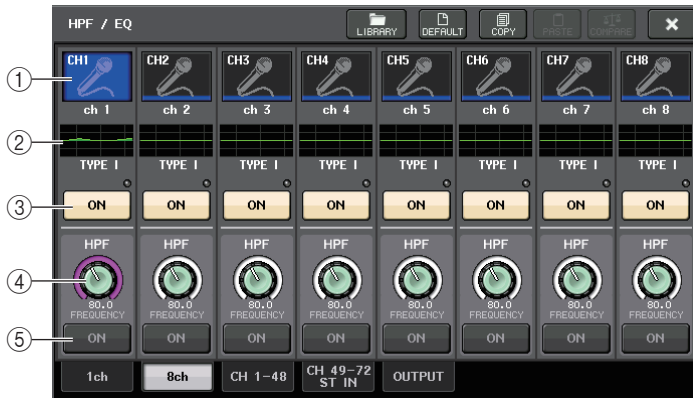 HPF / EQ
LIBRARY DEFAULT COPY PASTE COMPARE
① CH1 CH2 CH3 CH4 CH5 CH6 CH7 CH8
ch 1 ch 2 ch 3 ch 4 ch 5 ch 6 ch 7 ch 8
②
TYPE I TYPE I TYPE I TYPE I TYPE I TYPE I TYPE I TYPE I
③ ON ON ON ON ON ON ON ON
HPF HPF HPF HPF HPF HPF HPF HPF
④
80.0 80.0 80.0 80.0 80.0 80.0 80.0 80.0
FREQUENCY FREQUENCY FREQUENCY FREQUENCY FREQUENCY FREQUENCY FREQUENCY FREQUENCY
⑤ ON ON ON ON ON ON ON ON
1ch 8ch CH 1-48 CH 49-72 OUTPUT
ST IN